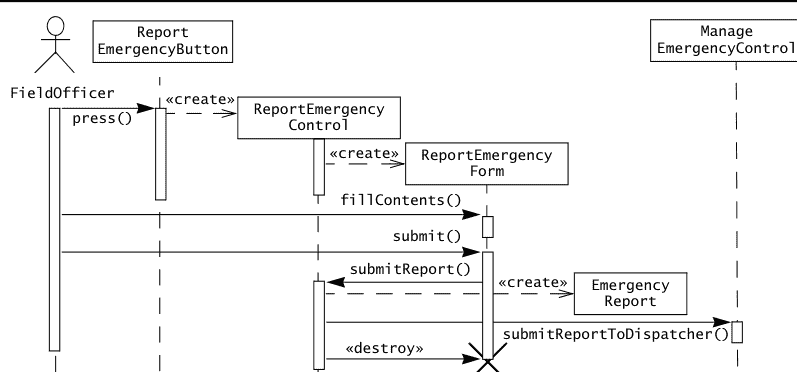 Report
EmergencyButton
Manage
EmergencyControl
FieldOfficer
press()
«create»
ReportEmergency
Control
«create»
ReportEmergency
Form
fillContents()
submit()
submitReport()
«create»
Emergency
Report
submitReportToDispatcher()
«destroy»